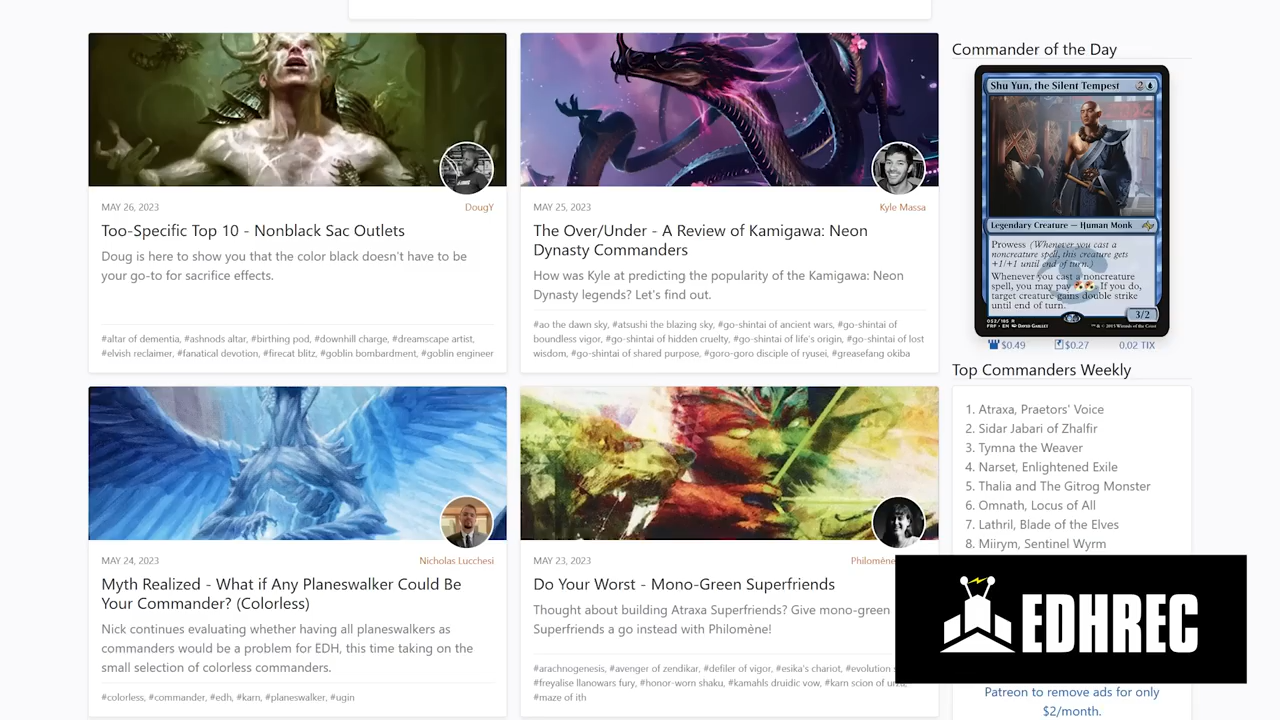 MAY 26, 2023
DougY
Too-Specific Top 10 - Nonblack Sac Outlets
Doug is here to show you that the color black doesn't have to be
your go-to for sacrifice effects.
#altar of dementia, #ashnods altar, #birthing pod, #downhill charge, #dreamscape artist,
#elvish reclaimer, #fanatical devotion, #firecat blitz, #goblin bombardment, #goblin engineer
MAY 25, 2023
Kyle Massa
The Over/Under - A Review of Kamigawa: Neon
Dynasty Commanders
How was Kyle at predicting the popularity of the Kamigawa: Neon
Dynasty legends? Let's find out.
#ao the dawn sky, #atsushi the blazing sky, #go-shintai of ancient wars, #go-shintai of
boundless vigor, #go-shintai of hidden cruelty, #go-shintai of life's origin, #go-shintai of lost
wisdom, #go-shintai of shared purpose, #goro-goro disciple of ryusei, #greasefang okiba
MAY 24, 2023
Nicholas Lucchesi
Myth Realized - What if Any Planeswalker Could Be
Your Commander? (Colorless)
Nick continues evaluating whether having all planeswalkers as
commanders would be a problem for EDH, this time taking on the
small selection of colorless commanders.
#colorless, #commander, #edh, #karn, #planeswalker, #ugin
MAY 23, 2023
Philomène
Do Your Worst - Mono-Green Superfriends
Thought about building Atraxa Superfriends? Give mono-green
Superfriends a go instead with Philomène!
#arachnogenesis, #avenger of zendikar, #defiler of vigor, #esika's chariot, #evolution
#freyalise llanowars fury, #honor-worn shaku, #kamahls druidic vow, #karn scion of urza,
#maze of ith
Commander of the Day
Shu Yun, the Silent Tempest 2
Legendary Creature — Human Monk
Prowess (Whenever you cast a
noncreature spell, this creature gets
+1/+1 until end of turn.)
Whenever you cast a noncreature
spell, you may pay. If you do,
target creature gains double strike
until end of turn.
3/2
$0.49 $0.27 0.02 TIX
Top Commanders Weekly
1. Atraxa, Praetors' Voice
2. Sidar Jabari of Zhalfir
3. Tymna the Weaver
4. Narset, Enlightened Exile
5. Thalia and The Gitrog Monster
6. Omnath, Locus of All
7. Lathril, Blade of the Elves
8. Miirym, Sentinel Wyrm
EDHREC
Patreon to remove ads for only
$2/month.